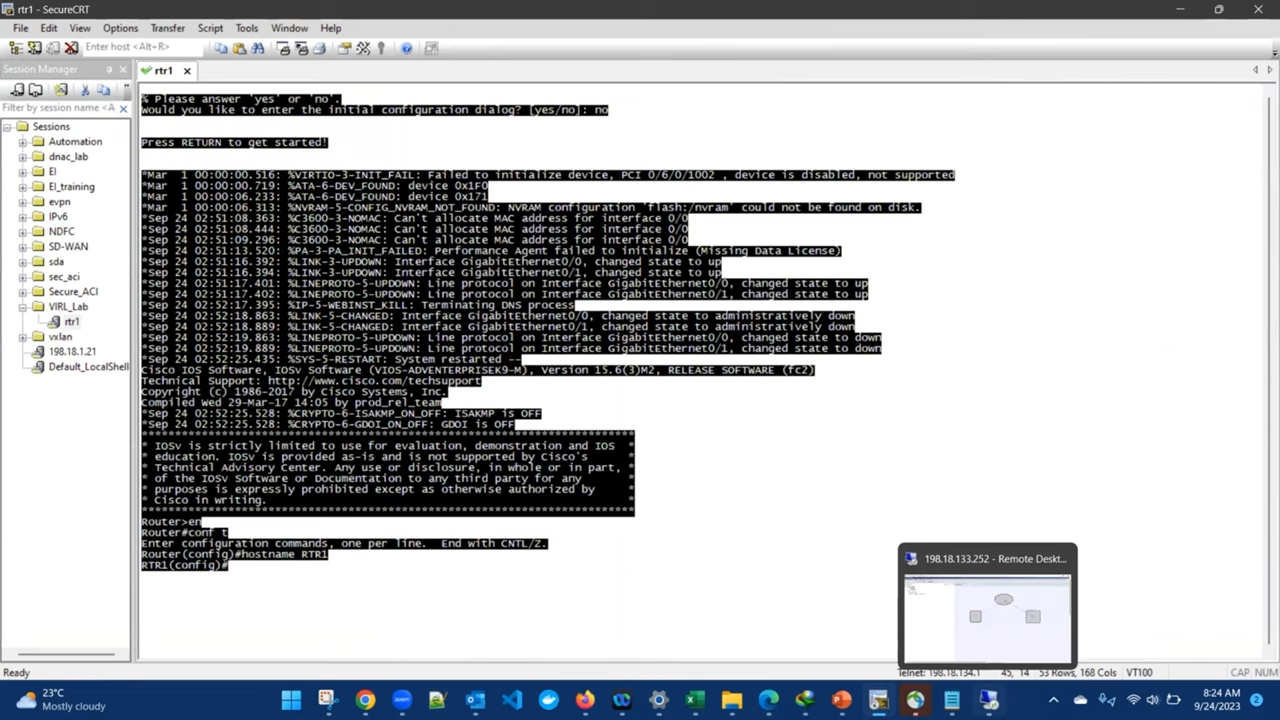 rtr1 - SecureCRT
File Edit View Options Transfer Script Tools Window Help
Enter host <Alt+R>
Session Manager
rtr1
Filter by session name <A
Sessions
Automation
dnac_lab
EI
EI_training
evpn
IPv6
NDFC
SD-WAN
sda
sec_aci
Secure_ACI
VIRL_Lab
rtr1
vxlan
198.18.1.21
Default_LocalShell
% Please answer 'yes' or 'no'.
Would you like to enter the initial configuration dialog? [yes/no]: no
Press RETURN to get started!
*Mar  1 00:00:00.516: %VIRTIO-3-INIT_FAIL: Failed to initialize device, PCI 0/6/0/1002 , device is disabled, not supported
*Mar  1 00:00:00.719: %ATA-6-DEV_FOUND: device 0x1F0
*Mar  1 00:00:06.233: %ATA-6-DEV_FOUND: device 0x171
*Mar  1 00:00:06.313: %NVRAM-5-CONFIG_NVRAM_NOT_FOUND: NVRAM configuration 'flash:/nvram' could not be found on disk.
*Sep 24 02:51:08.363: %C3600-3-NOMAC: Can't allocate MAC address for interface 0/0
*Sep 24 02:51:08.444: %C3600-3-NOMAC: Can't allocate MAC address for interface 0/0
*Sep 24 02:51:09.296: %C3600-3-NOMAC: Can't allocate MAC address for interface 0/0
*Sep 24 02:51:13.520: %PA-3-PA_INIT_FAILED: Performance Agent failed to initialize (Missing Data License)
*Sep 24 02:51:16.392: %LINK-3-UPDOWN: Interface GigabitEthernet0/0, changed state to up
*Sep 24 02:51:16.394: %LINK-3-UPDOWN: Interface GigabitEthernet0/1, changed state to up
*Sep 24 02:51:17.401: %LINEPROTO-5-UPDOWN: Line protocol on Interface GigabitEthernet0/0, changed state to up
*Sep 24 02:51:17.402: %LINEPROTO-5-UPDOWN: Line protocol on Interface GigabitEthernet0/1, changed state to up
*Sep 24 02:52:17.395: %IP-5-WEBINST_KILL: Terminating DNS process
*Sep 24 02:52:18.863: %LINK-5-CHANGED: Interface GigabitEthernet0/0, changed state to administratively down
*Sep 24 02:52:18.889: %LINK-5-CHANGED: Interface GigabitEthernet0/1, changed state to administratively down
*Sep 24 02:52:19.863: %LINEPROTO-5-UPDOWN: Line protocol on Interface GigabitEthernet0/0, changed state to down
*Sep 24 02:52:19.889: %LINEPROTO-5-UPDOWN: Line protocol on Interface GigabitEthernet0/1, changed state to down
*Sep 24 02:52:25.435: %SYS-5-RESTART: System restarted --
Cisco IOS Software, IOSv Software (VIOS-ADVENTERPRISEK9-M), Version 15.6(3)M2, RELEASE SOFTWARE (fc2)
Technical Support: http://www.cisco.com/techsupport
Copyright (c) 1986-2017 by Cisco Systems, Inc.
Compiled Wed 29-Mar-17 14:05 by prod_rel_team
*Sep 24 02:52:25.528: %CRYPTO-6-ISAKMP_ON_OFF: ISAKMP is OFF
*Sep 24 02:52:25.528: %CRYPTO-6-GDOI_ON_OFF: GDOI is OFF
**************************************************************************
* IOSv is strictly limited to use for evaluation, demonstration and IOS  *
* education. IOSv is provided as-is and is not supported by Cisco's      *
* Technical Advisory Center. Any use or disclosure, in whole or in part, *
* of the IOSv Software or Documentation to any third party for any       *
* purposes is expressly prohibited except as otherwise authorized by     *
* Cisco in writing.                                                      *
**************************************************************************
Router>en
Router#conf t
Enter configuration commands, one per line.  End with CNTL/Z.
Router(config)#hostname RTR1
RTR1(config)#
198.18.133.252 - Remote Deskt...
Ready
Telnet: 198.18.134.1 45, 14 53 Rows, 168 Cols VT100 CAP NUM
23°C
Mostly cloudy
8:24 AM
9/24/2023